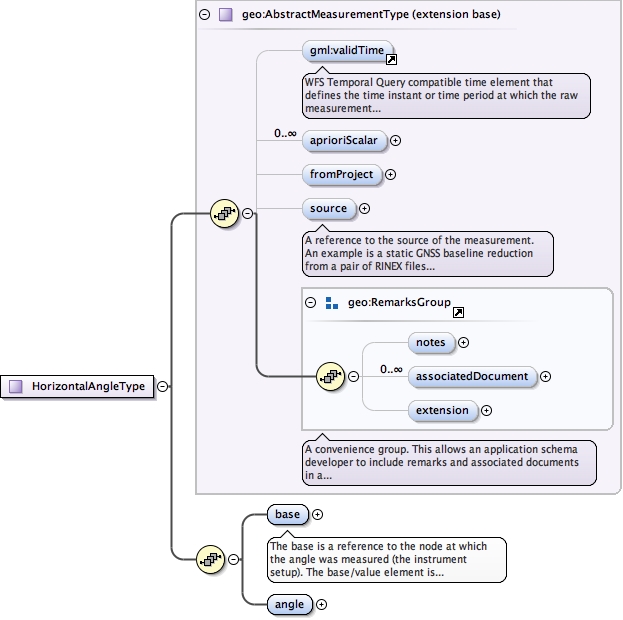 geo:AbstractMeasurementType (extension base)
gml:validTime
WFS Temporal Query compatible time element that
defines the time instant or time period at which the raw
measurement...
0..∞
aprioriScalar
fromProject
source
A reference to the source of the measurement.
An example is a static GNSS baseline reduction
from a pair of RINEX files...
geo:RemarksGroup
notes
0..∞
associatedDocument
extension
A convenience group. This allows an application schema
developer to include remarks and associated documents
in a...
HorizontalAngleType
base
The base is a reference to the node at which
the angle was measured (the instrument
setup). The base/value element is...
angle